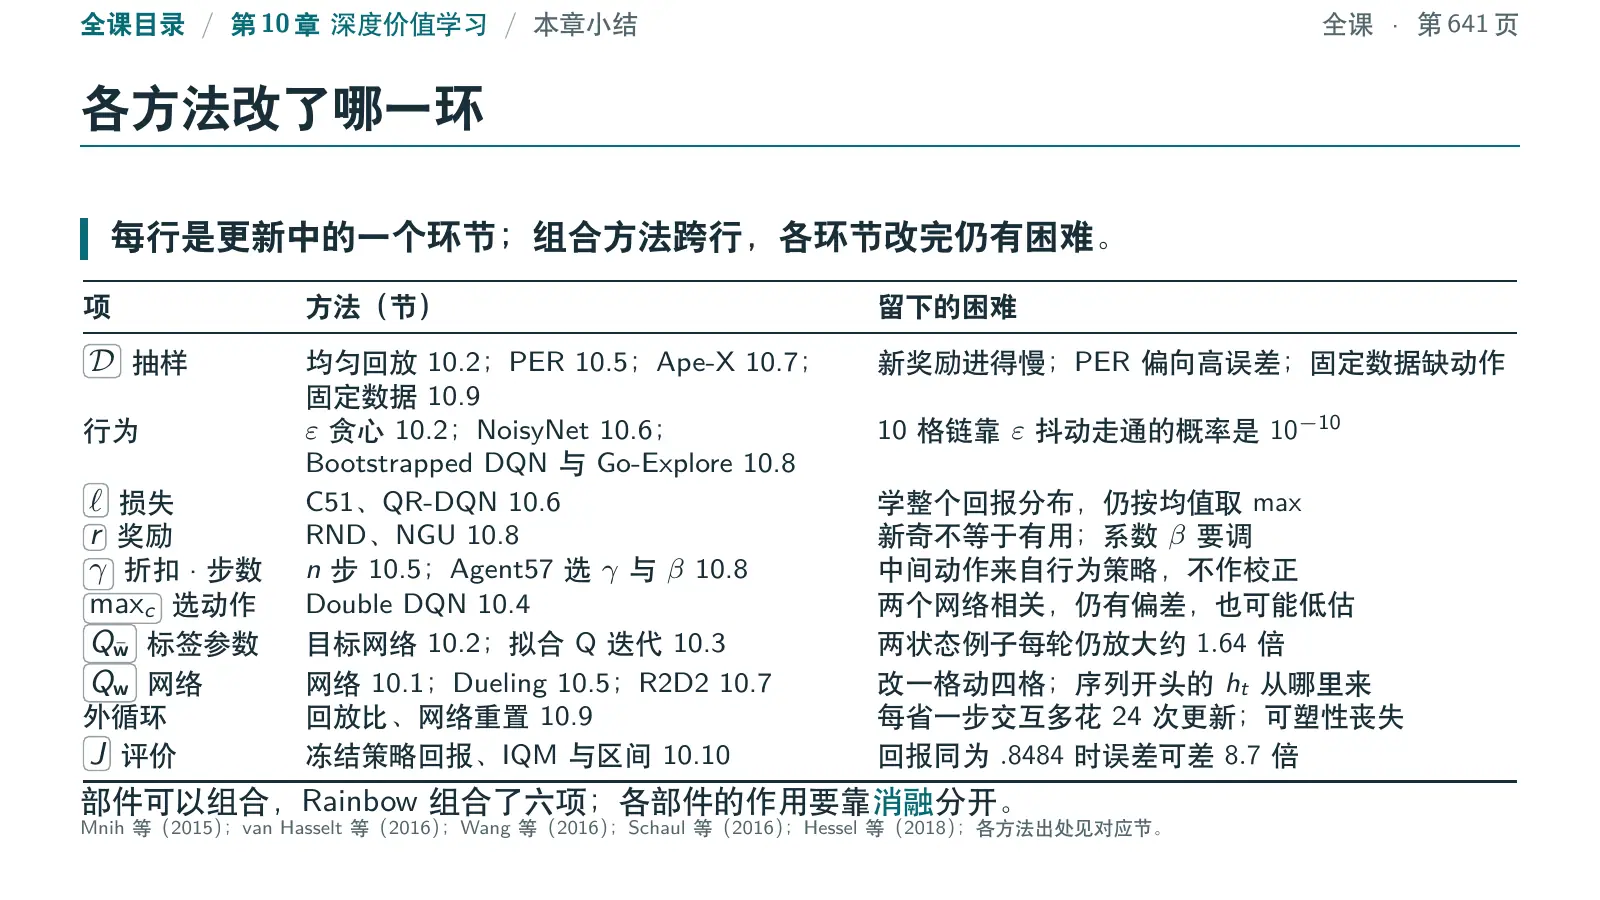 全课目录 / 第 10 章 深度价值学习 / 本章小结
全课 · 第 641 页
各方法改了哪一环
每行是更新中的一个环节；组合方法跨行，各环节改完仍有困难。
项 方法（节） 留下的困难
𝒟 抽样 均匀回放 10.2；PER 10.5；Ape-X 10.7； 新奖励进得慢；PER 偏向高误差；固定数据缺动作
固定数据 10.9
行为 ε 贪心 10.2；NoisyNet 10.6； 10 格链靠 ε 抖动走通的概率是 10⁻¹⁰
Bootstrapped DQN 与 Go-Explore 10.8
ℓ 损失 C51、QR-DQN 10.6 学整个回报分布，仍按均值取 max
r 奖励 RND、NGU 10.8 新奇不等于有用；系数 β 要调
γ 折扣 · 步数 n 步 10.5；Agent57 选 γ 与 β 10.8 中间动作来自行为策略，不作校正
max_c 选动作 Double DQN 10.4 两个网络相关，仍有偏差，也可能低估
Q_w̄ 标签参数 目标网络 10.2；拟合 Q 迭代 10.3 两状态例子每轮仍放大约 1.64 倍
Q_w 网络 网络 10.1；Dueling 10.5；R2D2 10.7 改一格动四格；序列开头的 h_t 从哪里来
外循环 回放比、网络重置 10.9 每省一步交互多花 24 次更新；可塑性丧失
J 评价 冻结策略回报、IQM 与区间 10.10 回报同为 .8484 时误差可差 8.7 倍
部件可以组合，Rainbow 组合了六项；各部件的作用要靠消融分开。
Mnih 等（2015）；van Hasselt 等（2016）；Wang 等（2016）；Schaul 等（2016）；Hessel 等（2018）；各方法出处见对应节。